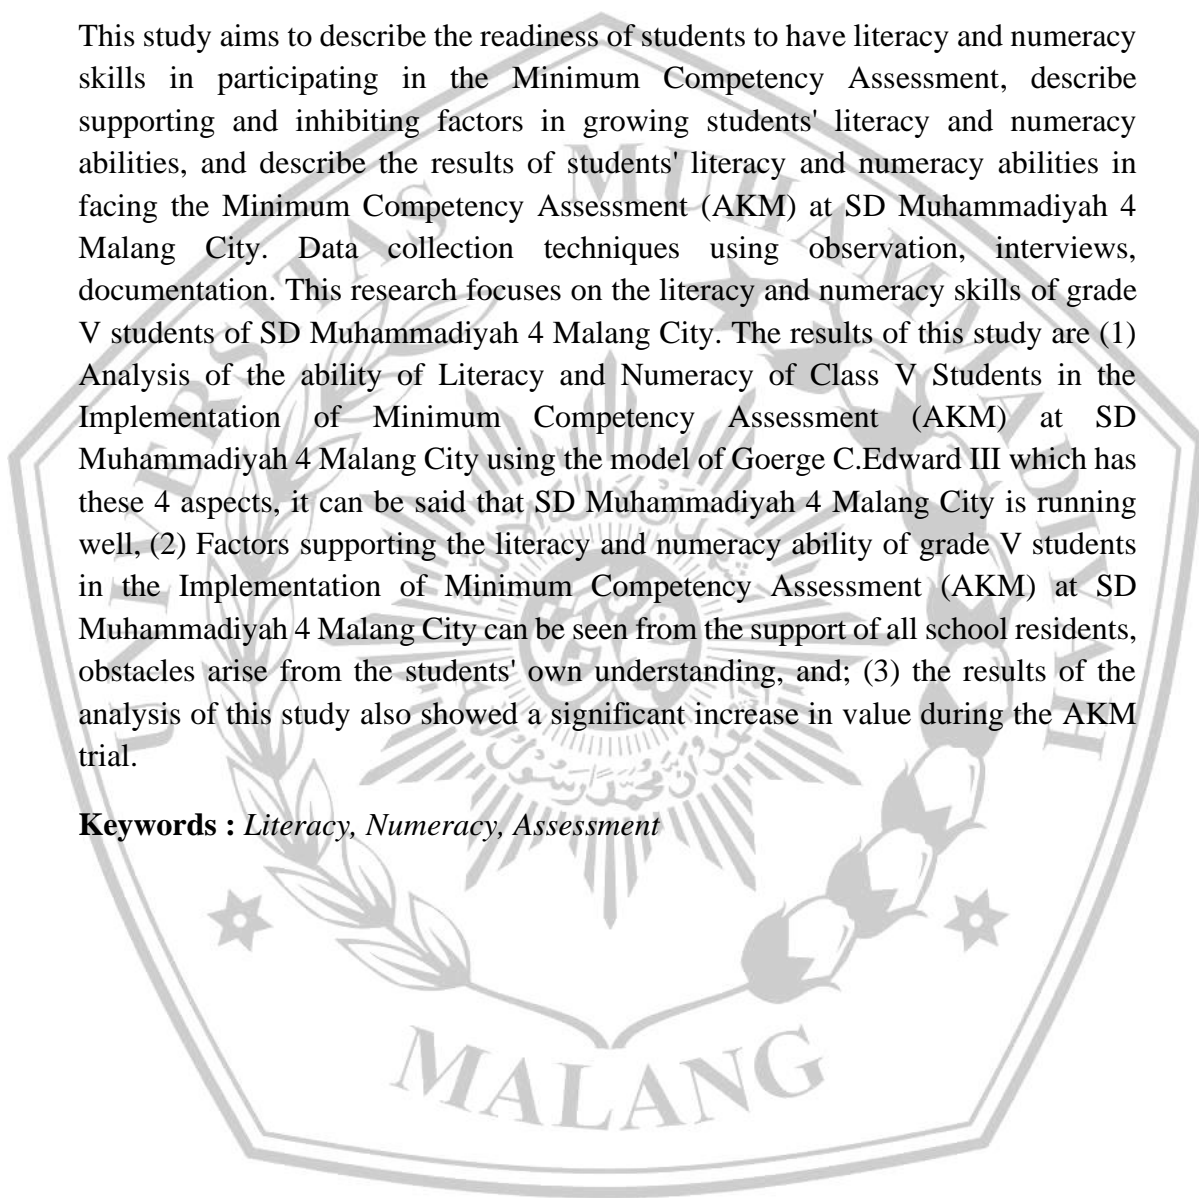 This study aims to describe the readiness of students to have literacy and numeracy
skills in participating in the Minimum Competency Assessment, describe
supporting and inhibiting factors in growing students' literacy and numeracy
abilities, and describe the results of students' literacy and numeracy abilities in
facing the Minimum Competency Assessment (AKM) at SD Muhammadiyah 4
Malang City. Data collection techniques using observation, interviews,
documentation. This research focuses on the literacy and numeracy skills of grade
V students of SD Muhammadiyah 4 Malang City. The results of this study are (1)
Analysis of the ability of Literacy and Numeracy of Class V Students in the
Implementation of Minimum Competency Assessment (AKM) at SD
Muhammadiyah 4 Malang City using the model of Goerge C.Edward III which has
these 4 aspects, it can be said that SD Muhammadiyah 4 Malang City is running
well, (2) Factors supporting the literacy and numeracy ability of grade V students
in the Implementation of Minimum Competency Assessment (AKM) at SD
Muhammadiyah 4 Malang City can be seen from the support of all school residents,
obstacles arise from the students' own understanding, and; (3) the results of the
analysis of this study also showed a significant increase in value during the AKM
trial.
Keywords : Literacy, Numeracy, Assessment
UNIVERSITAS MUHAMMADIYAH
MALANG